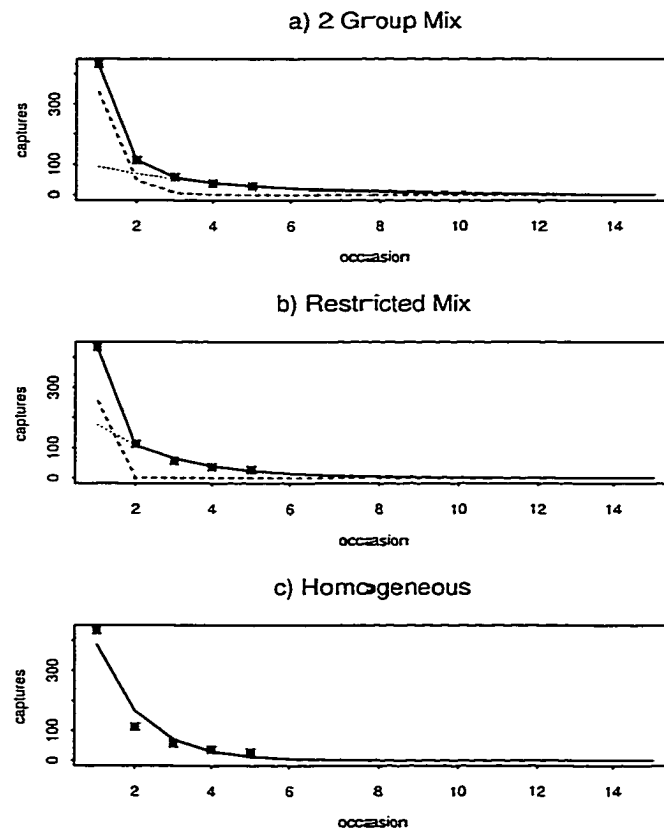 a) 2 Group Mix
captures
300
100
0
2 4 6 8 10 12 14
occasion
b) Restricted Mix
captures
300
100
0
2 4 6 8 10 12 14
occasion
c) Homogeneous
captures
300
100
0
2 4 6 8 10 12 14
occasion